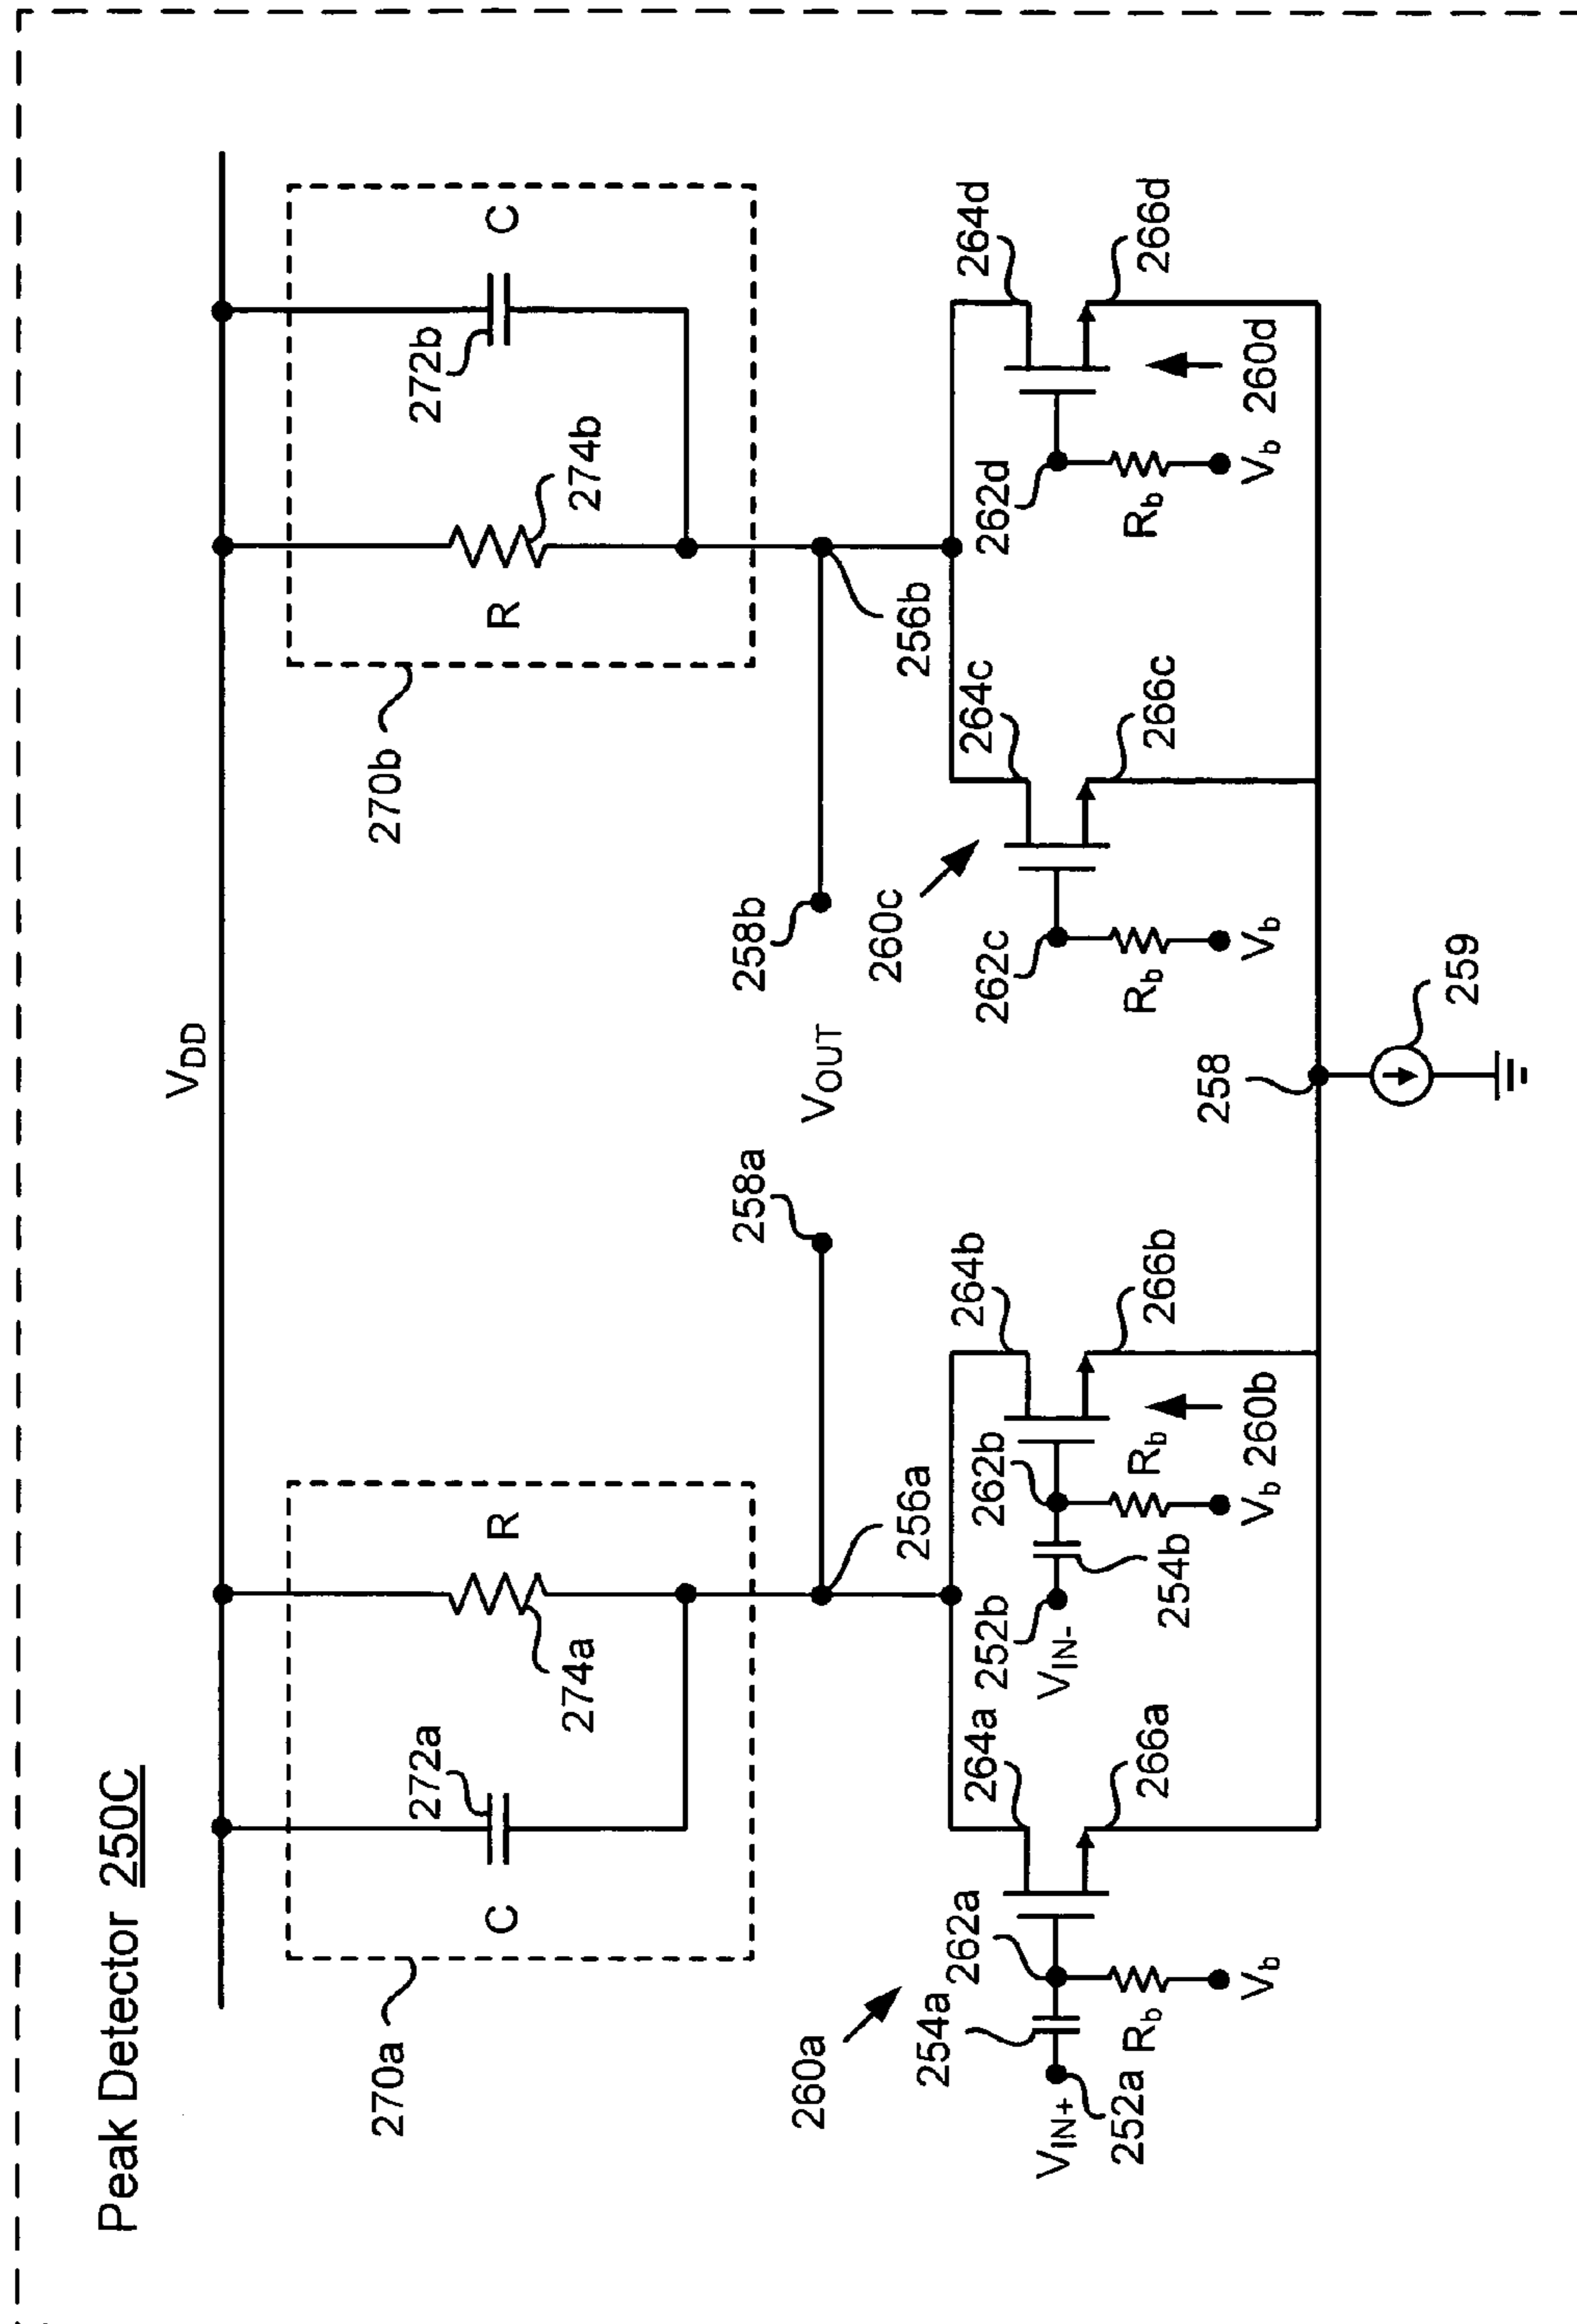 Peak Detector 250C
V_DD
270a
C
272a
274a
R
270b
R
274b
272b
C
258a
V_OUT
258b
256a
256b
260a
254a
262a
264a
V_IN+
252a
R_b
V_b
266a
252b
V_IN-
262b
264b
254b
R_b
V_b
260b
266b
260c
262c
264c
R_b
V_b
266c
262d
264d
R_b
V_b
260d
266d
258
259